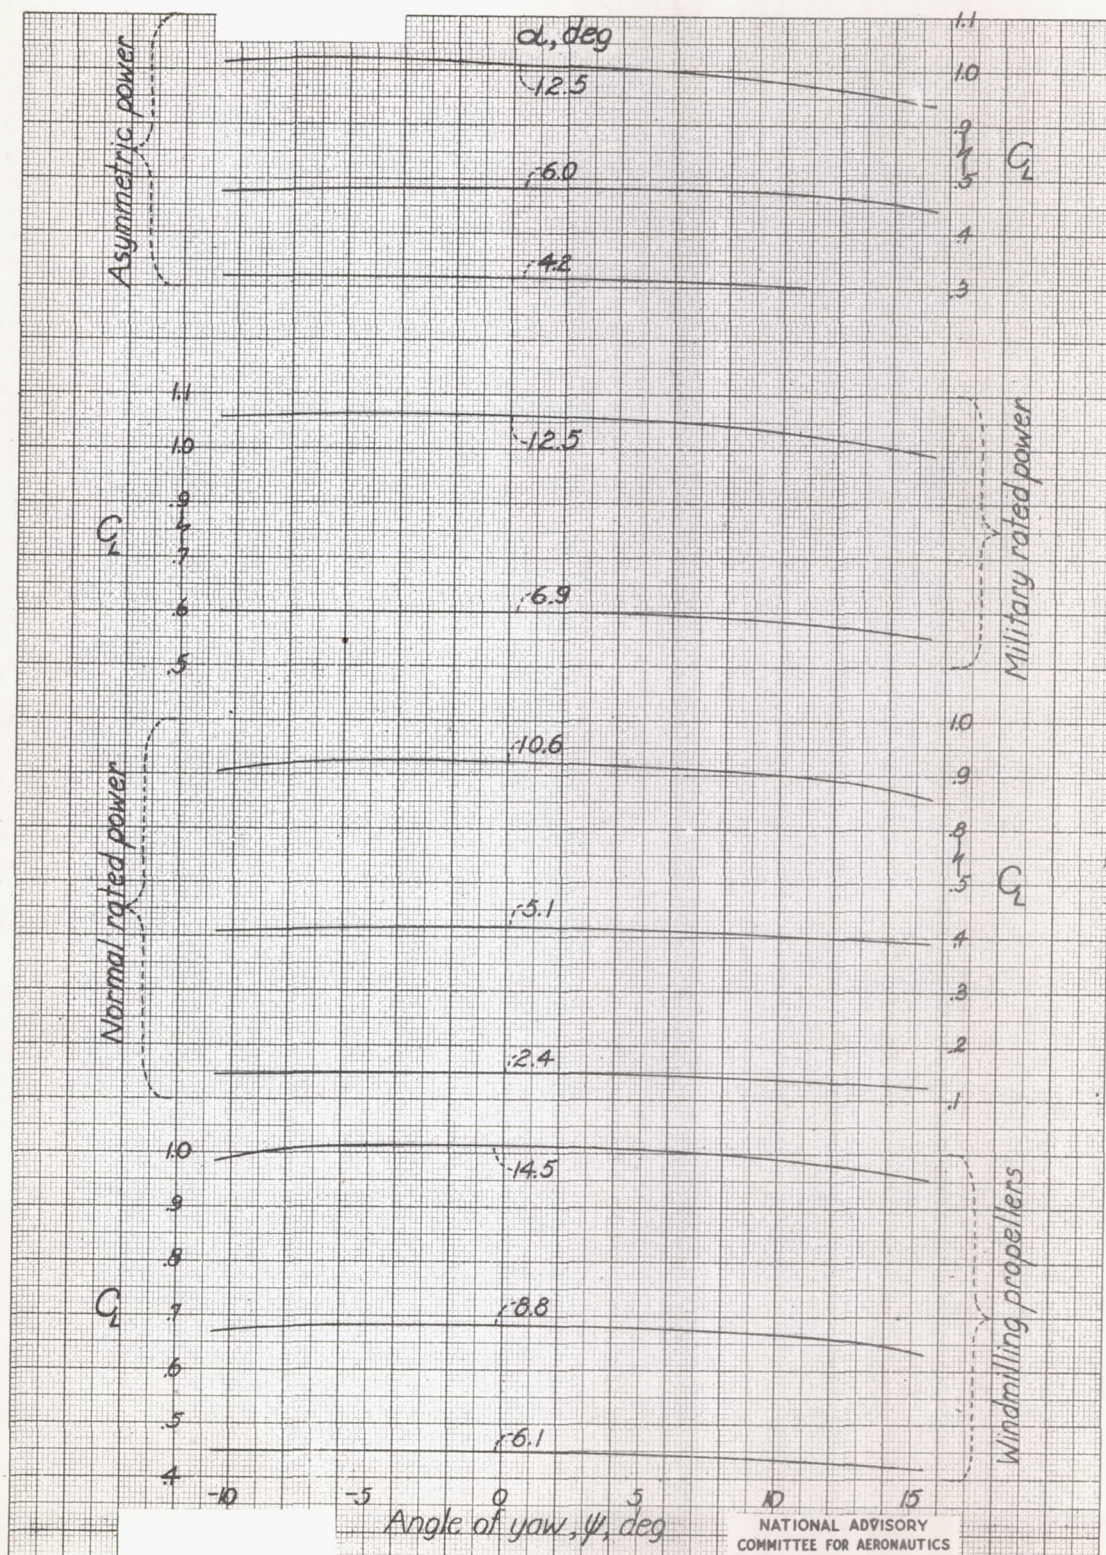 α, deg
1.1
12.5
1.0
Asymmetric power
.9
C_L
6.0
.5
.4
4.2
.3
1.1
12.5
1.0
.9
C_L
.7
6.9
.6
.5
Military rated power
1.0
10.6
.9
Normal rated power
.8
.5
C_L
5.1
.4
.3
2.4
.2
.1
1.0
14.5
.9
.8
C_L
8.8
.7
.6
Windmilling propellers
.5
6.1
.4
-10 -5 0 5 10 15
Angle of yaw, ψ, deg
NATIONAL ADVISORY
COMMITTEE FOR AERONAUTICS